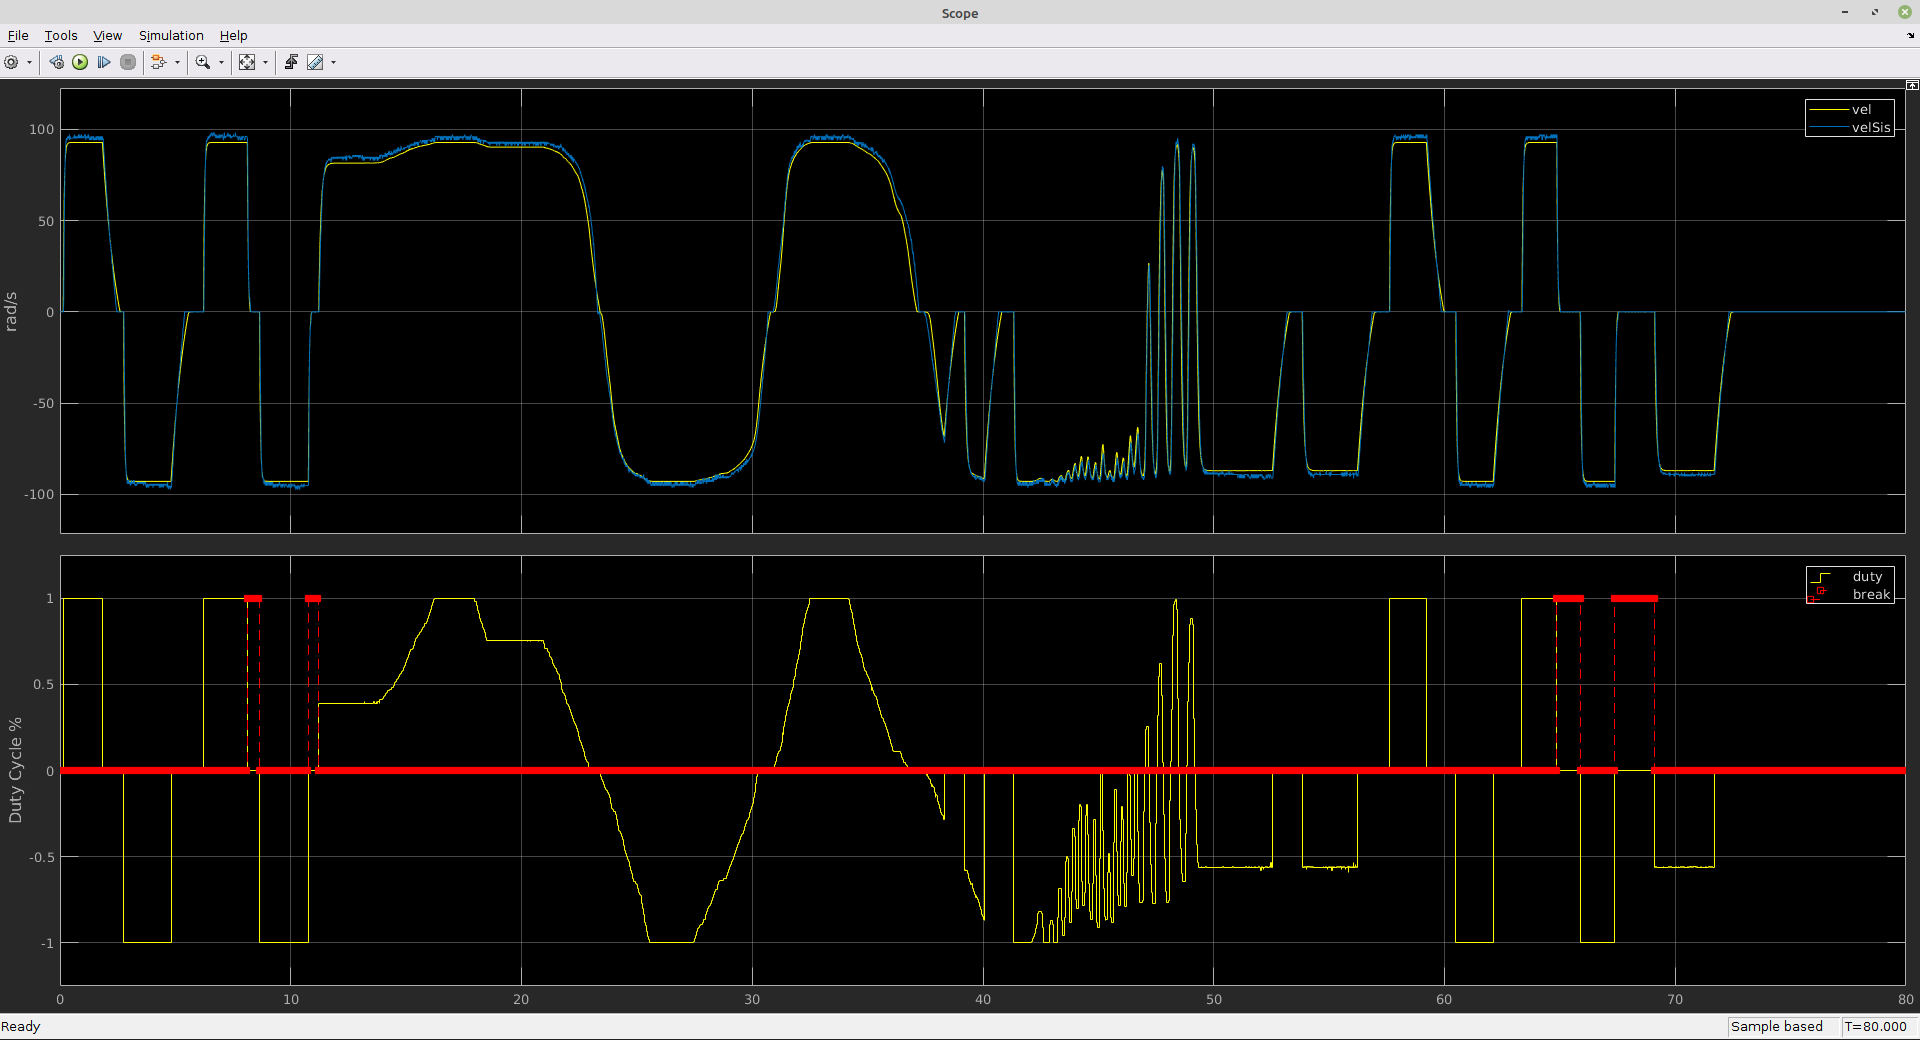 Scope
File Tools View Simulation Help
100
50
0
-50
-100
rad/s
vel
velSis
1
0.5
0
-0.5
-1
Duty Cycle %
duty
break
0 10 20 30 40 50 60 70 80
Ready
Sample based T=80.000